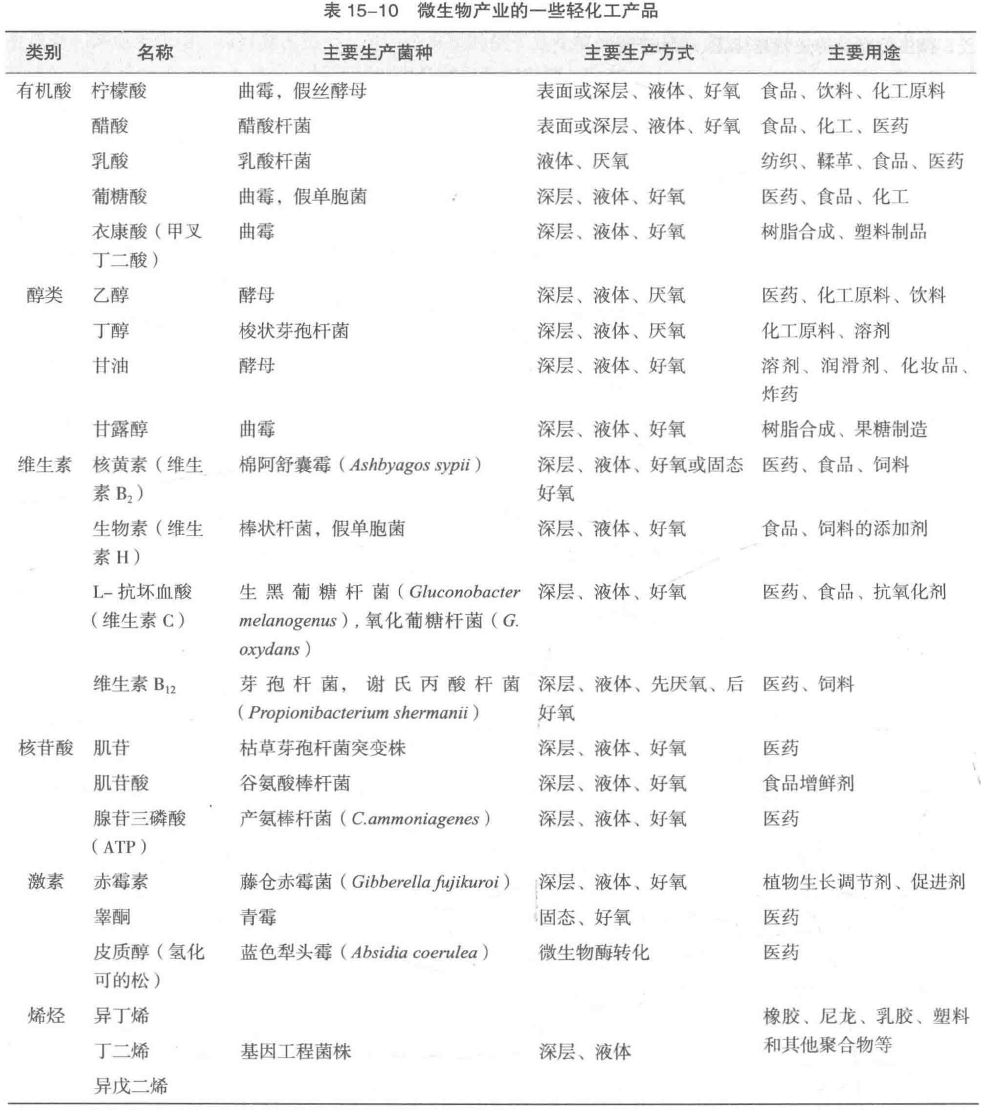 表 15–10 微生物产业的一些轻化工产品
类别 名称 主要生产菌种 主要生产方式 主要用途
有机酸 柠檬酸 曲霉，假丝酵母 表面或深层、液体、好氧 食品、饮料、化工原料
醋酸 醋酸杆菌 表面或深层、液体、好氧 食品、化工、医药
乳酸 乳酸杆菌 液体、厌氧 纺织、鞣革、食品、医药
葡糖酸 曲霉，假单胞菌 深层、液体、好氧 医药、食品、化工
衣康酸（甲叉 曲霉 深层、液体、好氧 树脂合成、塑料制品
丁二酸）
醇类 乙醇 酵母 深层、液体、厌氧 医药、化工原料、饮料
丁醇 梭状芽孢杆菌 深层、液体、厌氧 化工原料、溶剂
甘油 酵母 深层、液体、好氧 溶剂、润滑剂、化妆品、
炸药
甘露醇 曲霉 深层、液体、好氧 树脂合成、果糖制造
维生素 核黄素（维生 棉阿舒囊霉（Ashbyagos sypii） 深层、液体、好氧或固态 医药、食品、饲料
素 B₂） 好氧
生物素（维生 棒状杆菌，假单胞菌 深层、液体、好氧 食品、饲料的添加剂
素 H）
L– 抗坏血酸 生黑葡糖杆菌（Gluconobacter 深层、液体、好氧 医药、食品、抗氧化剂
（维生素 C） melanogenus），氧化葡糖杆菌（G.
oxydans）
维生素 B₁₂ 芽孢杆菌，谢氏丙酸杆菌 深层、液体、先厌氧、后 医药、饲料
（Propionibacterium shermanii） 好氧
核苷酸 肌苷 枯草芽孢杆菌突变株 深层、液体、好氧 医药
肌苷酸 谷氨酸棒杆菌 深层、液体、好氧 食品增鲜剂
腺苷三磷酸 产氨棒杆菌（C.ammoniagenes） 深层、液体、好氧 医药
（ATP）
激素 赤霉素 藤仓赤霉菌（Gibberella fujikuroi） 深层、液体、好氧 植物生长调节剂、促进剂
睾酮 青霉 固态、好氧 医药
皮质醇（氢化 蓝色犁头霉（Absidia coerulea） 微生物酶转化 医药
可的松）
烯烃 异丁烯 橡胶、尼龙、乳胶、塑料
丁二烯 基因工程菌株 深层、液体 和其他聚合物等
异戊二烯